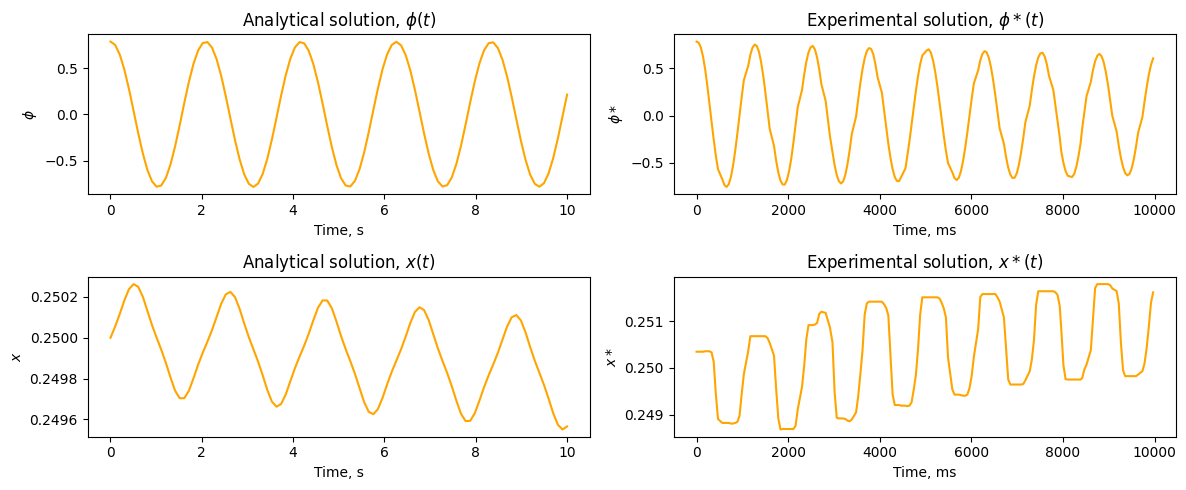 Analytical solution, ϕ(t)
ϕ
0.5
0.0
−0.5
0 2 4 6 8 10
Time, s
Experimental solution, ϕ∗(t)
ϕ∗
0.5
0.0
−0.5
0 2000 4000 6000 8000 10000
Time, ms
Analytical solution, x(t)
x
0.2502
0.2500
0.2498
0.2496
0 2 4 6 8 10
Time, s
Experimental solution, x∗(t)
x∗
0.251
0.250
0.249
0 2000 4000 6000 8000 10000
Time, ms